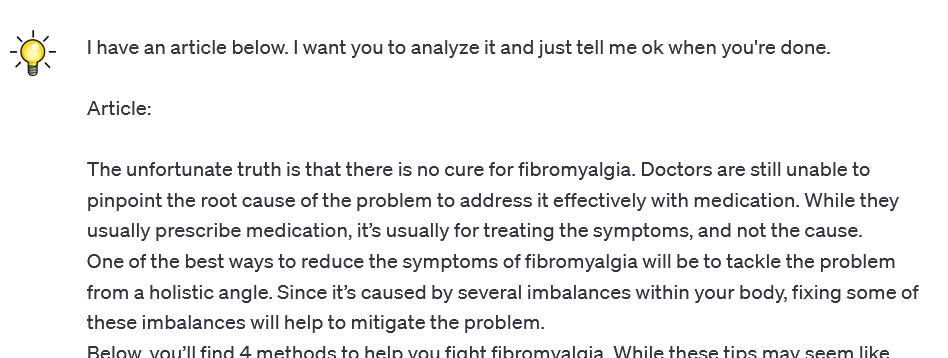 I have an article below. I want you to analyze it and just tell me ok when you're done.
Article:
The unfortunate truth is that there is no cure for fibromyalgia. Doctors are still unable to
pinpoint the root cause of the problem to address it effectively with medication. While they
usually prescribe medication, it’s usually for treating the symptoms, and not the cause.
One of the best ways to reduce the symptoms of fibromyalgia will be to tackle the problem
from a holistic angle. Since it’s caused by several imbalances within your body, fixing some of
these imbalances will help to mitigate the problem.
Below, you’ll find 4 methods to help you fight fibromyalgia. While these tips may seem like